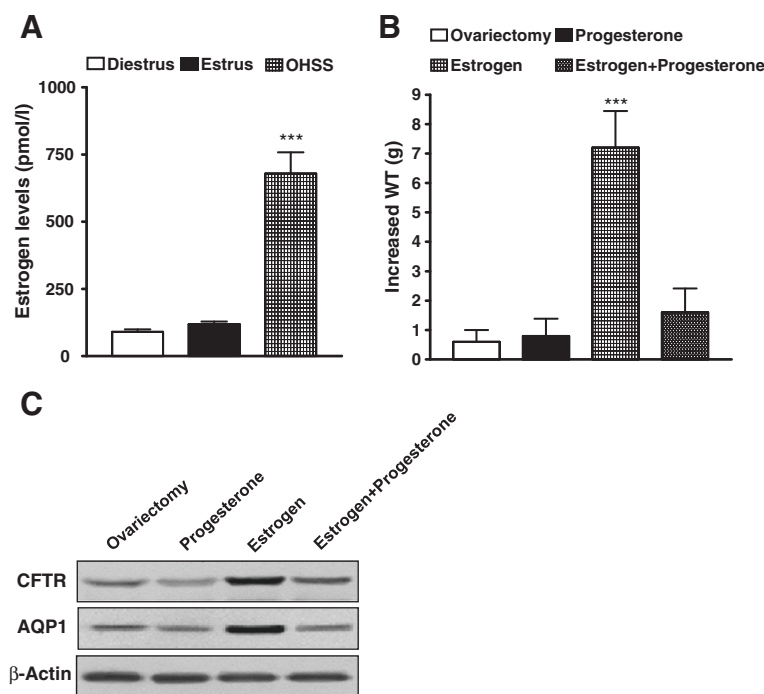 A
Diestrus Estrus OHSS
Estrogen levels (pmol/l)
1000
750
500
250
0
***
B
Ovariectomy Progesterone
Estrogen Estrogen+Progesterone
Increased WT (g)
9
8
7
6
5
4
3
2
1
0
***
C
Ovariectomy
Progesterone
Estrogen
Estrogen+Progesterone
CFTR
AQP1
β-Actin